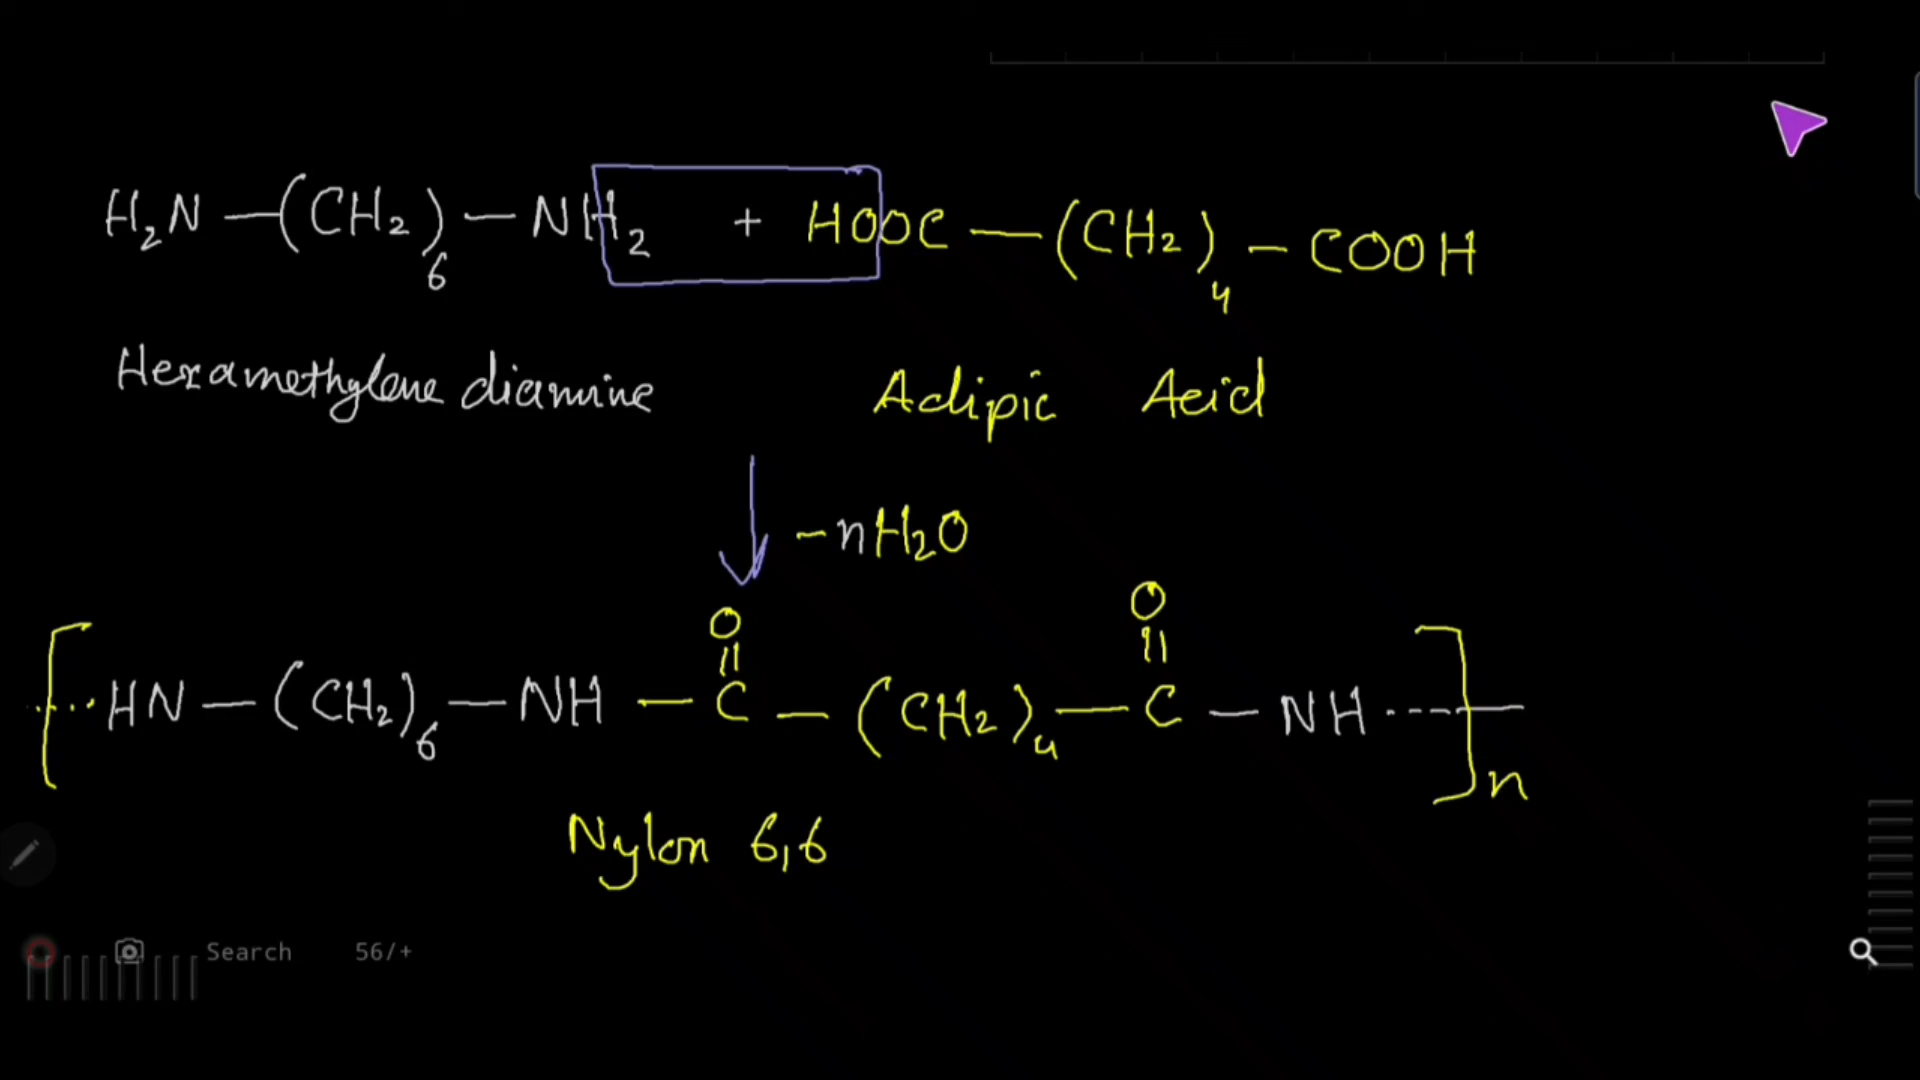 H₂N—(CH₂)₆—NH₂ + HOOC—(CH₂)₄—COOH
Hexamethylene diamine Adipic Acid
-nH₂O
O O
|| ||
[...HN—(CH₂)₆—NH—C—(CH₂)₄—C—NH----]—n
Nylon 6,6
Search 56/+